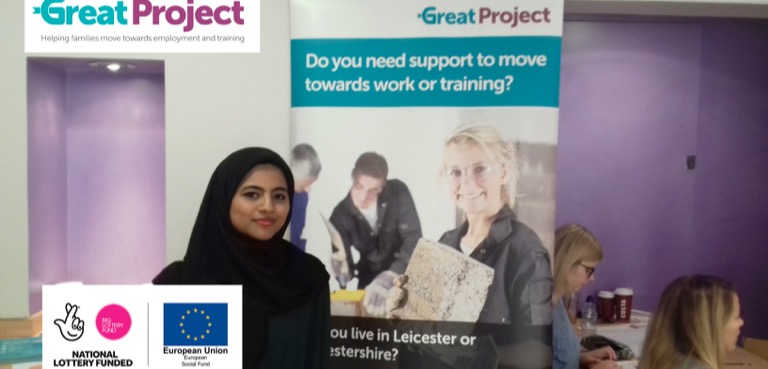 Great Project
Helping families move towards employment and training
Great Project
Do you need support to move
towards work or training?
you live in Leicester or
estershire?
COSTA
BIG
LOTTERY
FUND
NATIONAL
LOTTERY FUNDED
European Union
European
Social Fund